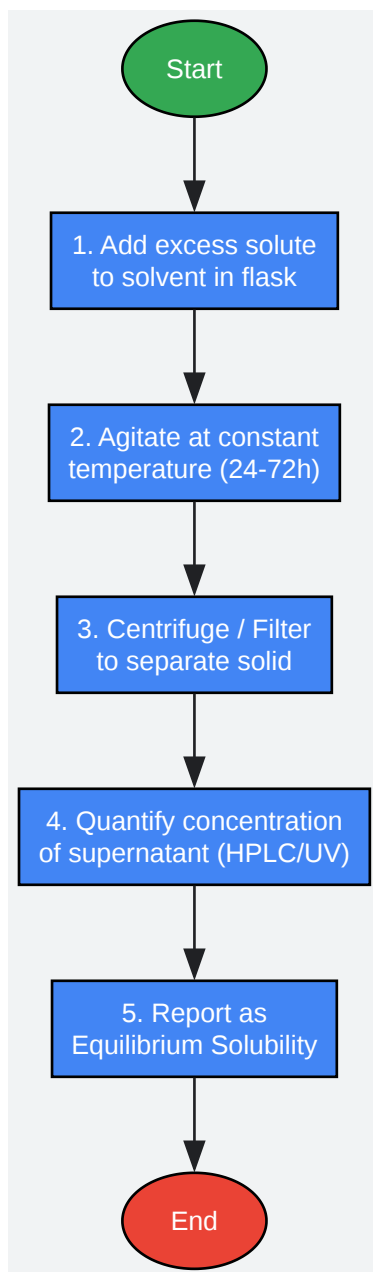 Start
1. Add excess solute
to solvent in flask
2. Agitate at constant
temperature (24-72h)
3. Centrifuge / Filter
to separate solid
4. Quantify concentration
of supernatant (HPLC/UV)
5. Report as
Equilibrium Solubility
End